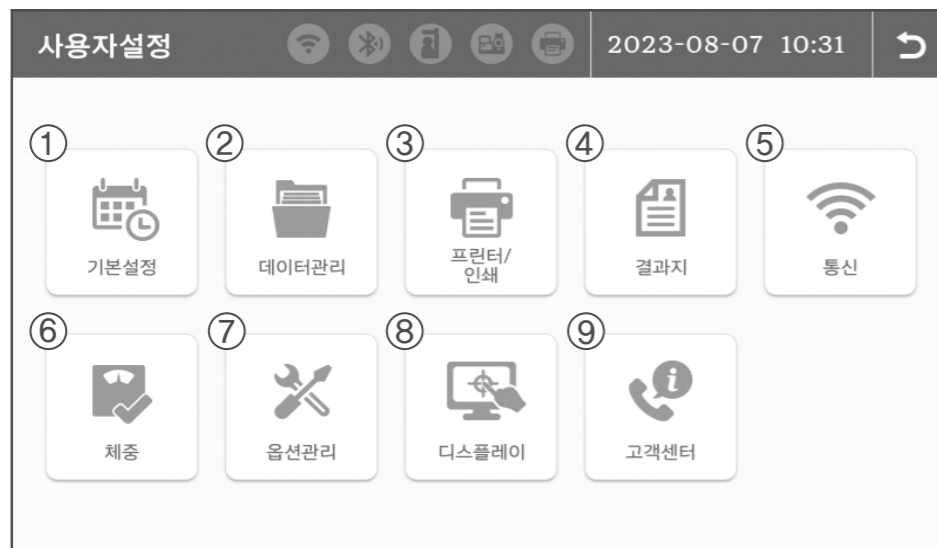 사용자설정 2023-08-07 10:31
① ② ③ ④ ⑤
기본설정 데이터관리 프린터/
인쇄 결과지 통신
⑥ ⑦ ⑧ ⑨
체중 옵션관리 디스플레이 고객센터